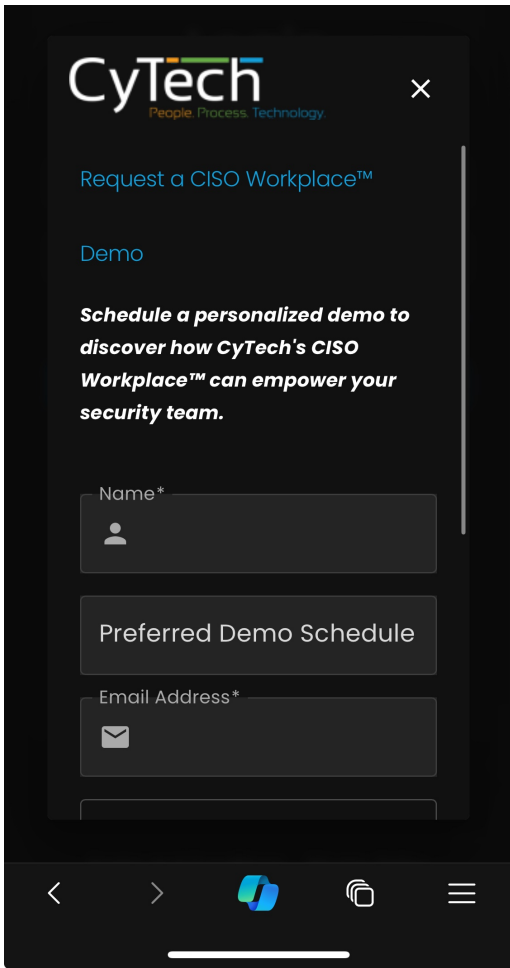 CyTech
People. Process. Technology.
Request a CISO Workplace™
Demo
Schedule a personalized demo to
discover how CyTech's CISO
Workplace™ can empower your
security team.
Name*
Preferred Demo Schedule
Email Address*